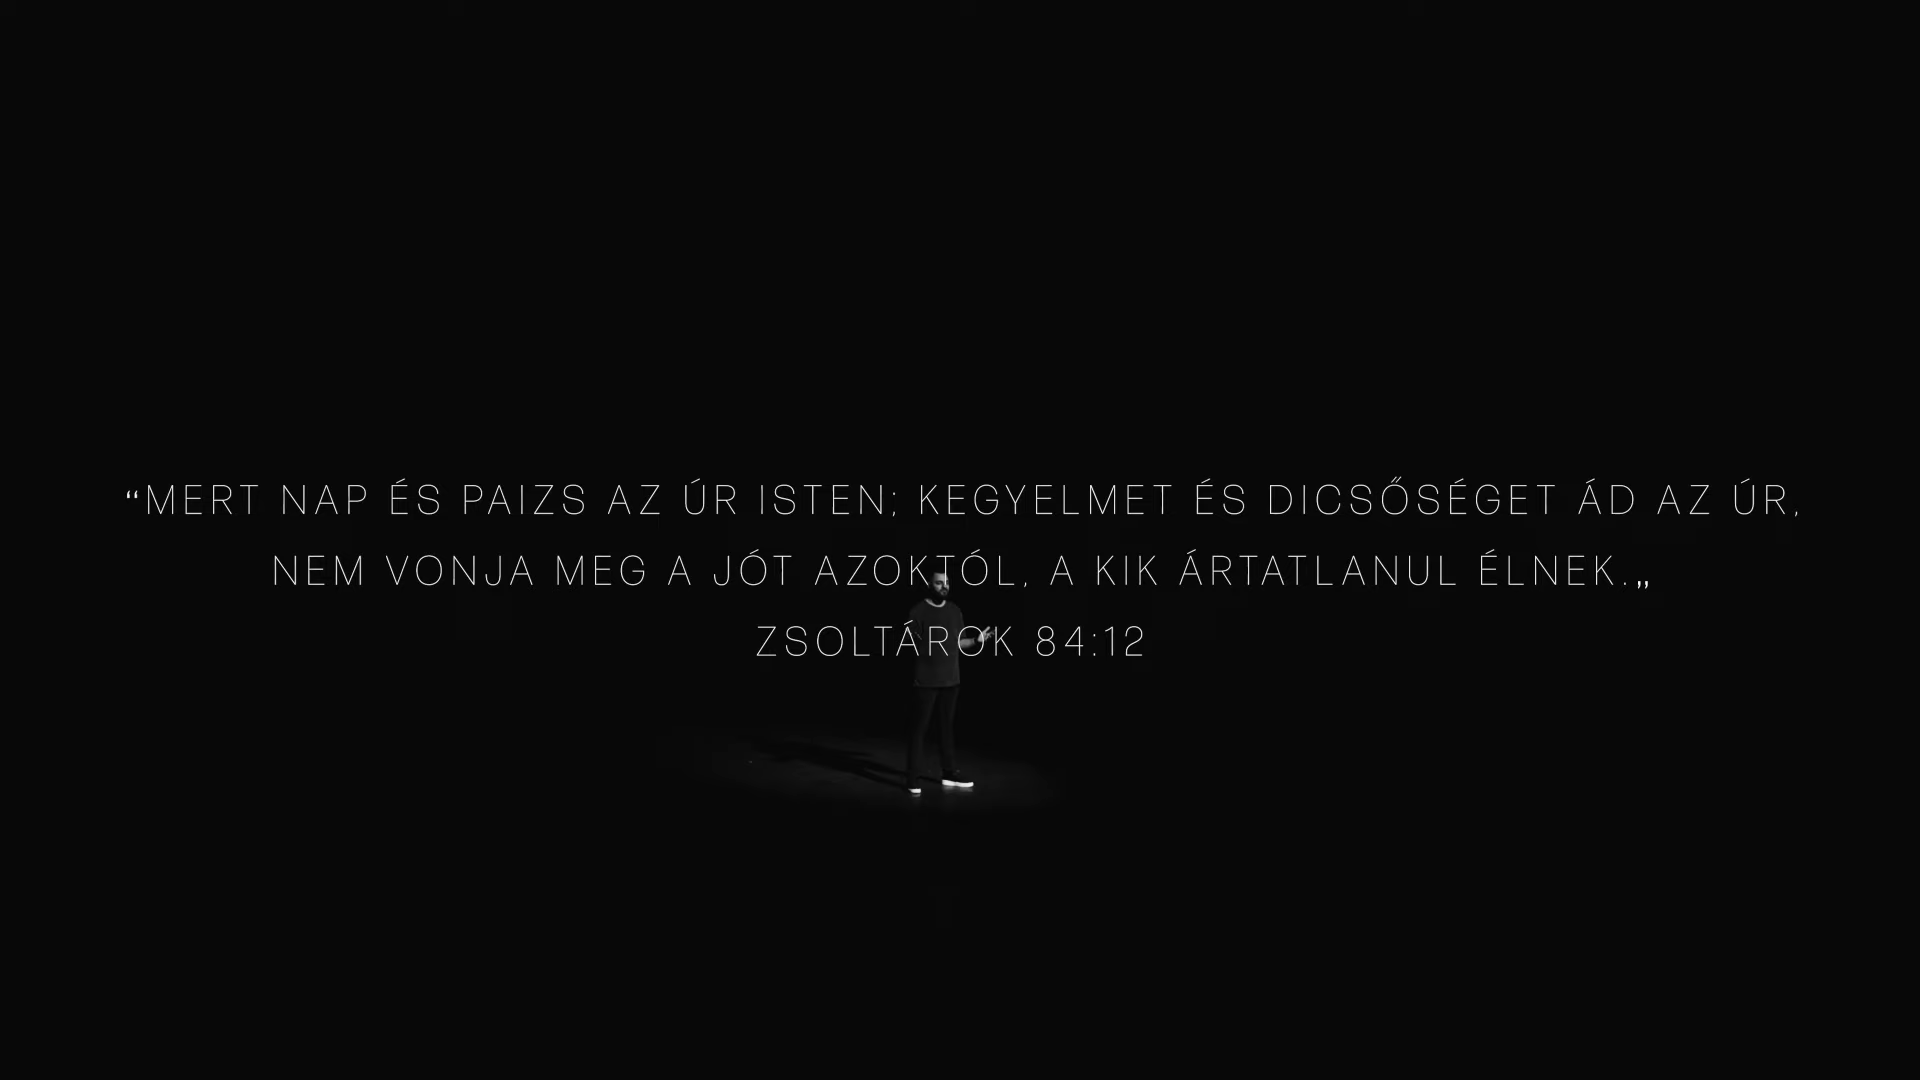 “MERT NAP ÉS PAIZS AZ ÚR ISTEN; KEGYELMET ÉS DICSŐSÉGET ÁD AZ ÚR,
NEM VONJA MEG A JÓT AZOKTÓL, A KIK ÁRTATLANUL ÉLNEK.„
ZSOLTÁROK 84:12